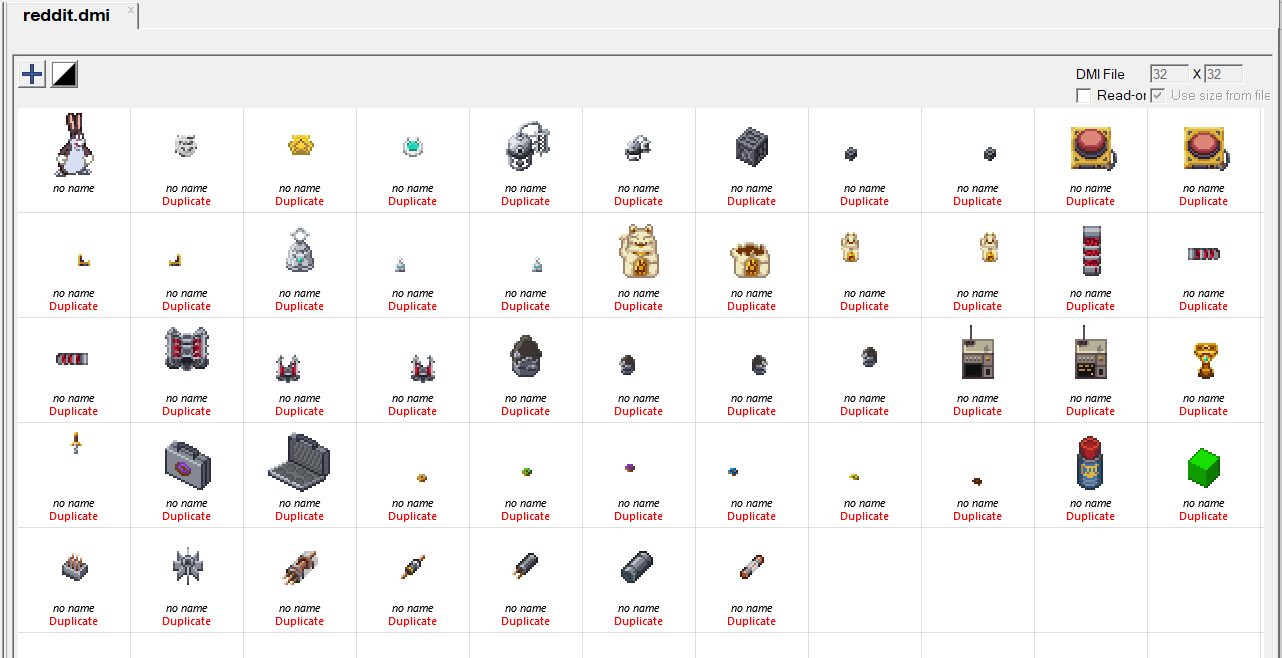 reddit.dmi x
DMI File 32 X 32
Read-or Use size from file
no name no name no name no name no name no name no name no name no name no name no name
Duplicate Duplicate Duplicate Duplicate Duplicate Duplicate Duplicate Duplicate Duplicate Duplicate
no name no name no name no name no name no name no name no name no name no name no name
Duplicate Duplicate Duplicate Duplicate Duplicate Duplicate Duplicate Duplicate Duplicate Duplicate Duplicate
no name no name no name no name no name no name no name no name no name no name no name
Duplicate Duplicate Duplicate Duplicate Duplicate Duplicate Duplicate Duplicate Duplicate Duplicate Duplicate
no name no name no name no name no name no name no name no name no name no name no name
Duplicate Duplicate Duplicate Duplicate Duplicate Duplicate Duplicate Duplicate Duplicate Duplicate Duplicate
no name no name no name no name no name no name no name
Duplicate Duplicate Duplicate Duplicate Duplicate Duplicate Duplicate